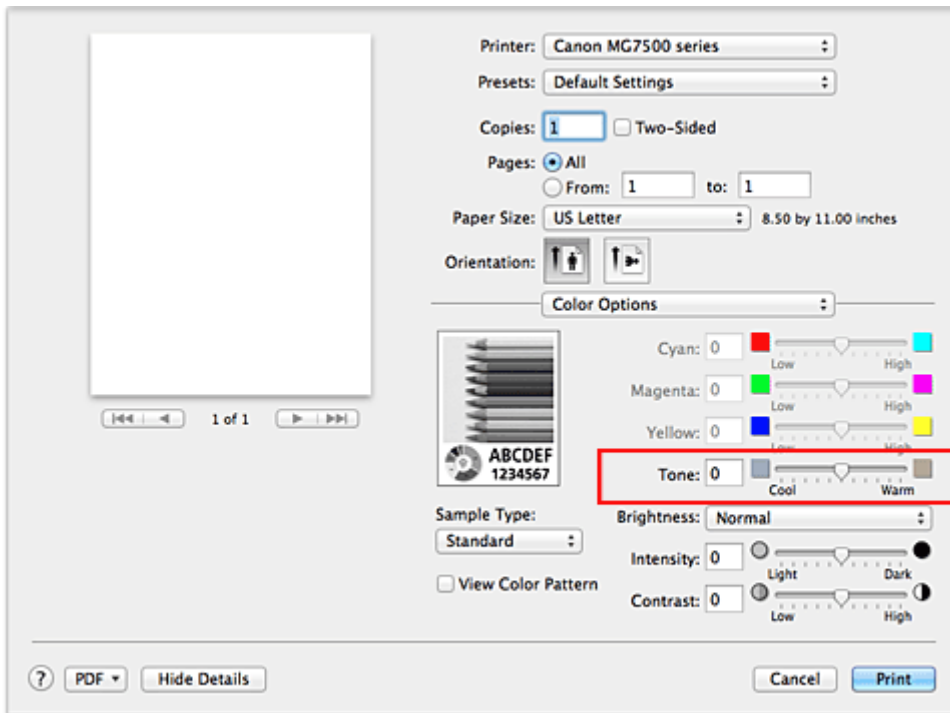 Printer: Canon MG7500 series
Presets: Default Settings
Copies: 1 Two-Sided
Pages: All
From: 1 to: 1
Paper Size: US Letter 8.50 by 11.00 inches
Orientation:
Color Options
Cyan: 0
Low High
Magenta: 0
Low High
Yellow: 0
Low High
Tone: 0
Cool Warm
ABCDEF
1234567
1 of 1
Sample Type:
Standard
View Color Pattern
Brightness: Normal
Intensity: 0
Light Dark
Contrast: 0
Low High
? PDF Hide Details Cancel Print